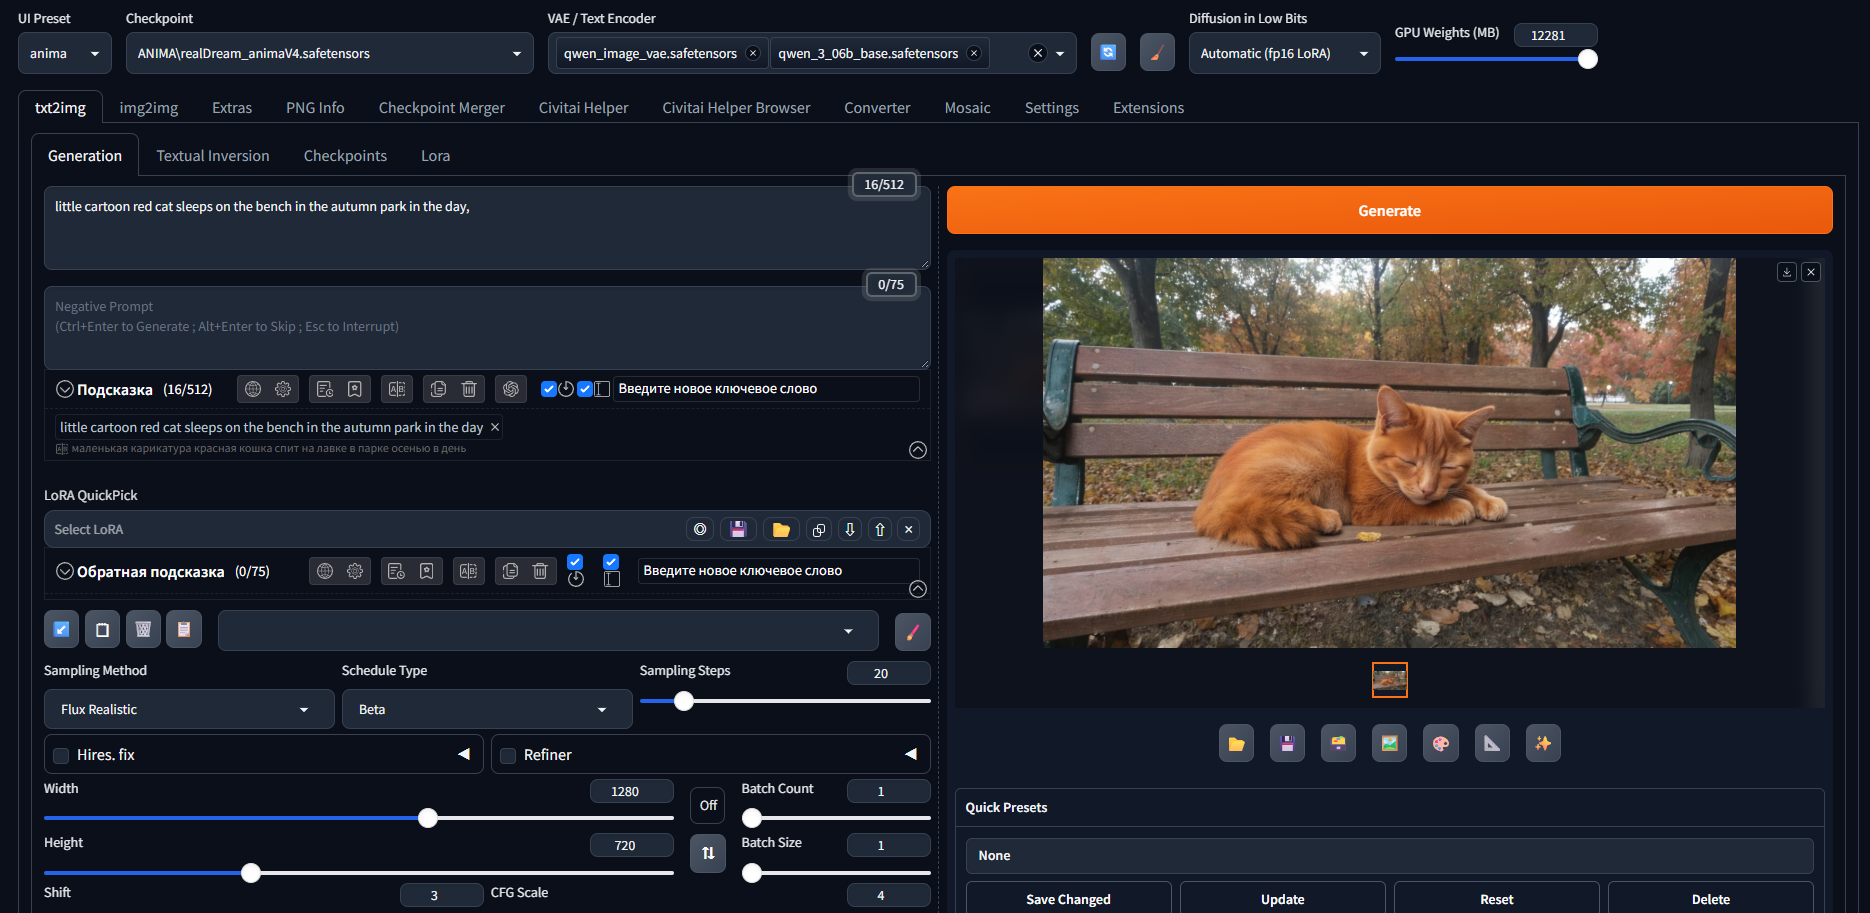 UI Preset
Checkpoint
VAE / Text Encoder
Diffusion in Low Bits
GPU Weights (MB)
12281
anima
ANIMA\realDream_animaV4.safetensors
qwen_image_vae.safetensors
qwen_3_06b_base.safetensors
Automatic (fp16 LoRA)
txt2img
img2img
Extras
PNG Info
Checkpoint Merger
Civitai Helper
Civitai Helper Browser
Converter
Mosaic
Settings
Extensions
Generation
Textual Inversion
Checkpoints
Lora
16/512
little cartoon red cat sleeps on the bench in the autumn park in the day,
Generate
0/75
Negative Prompt
(Ctrl+Enter to Generate ; Alt+Enter to Skip ; Esc to Interrupt)
Подсказка (16/512)
Введите новое ключевое слово
little cartoon red cat sleeps on the bench in the autumn park in the day
маленькая карикатура красная кошка спит на лавке в парке осенью в день
LoRA QuickPick
Select LoRA
Обратная подсказка (0/75)
Введите новое ключевое слово
Sampling Method
Schedule Type
Sampling Steps
20
Flux Realistic
Beta
Hires. fix
Refiner
Width
1280
Off
Batch Count
1
Height
720
Batch Size
1
Shift
3
CFG Scale
4
Quick Presets
None
Save Changed
Update
Reset
Delete